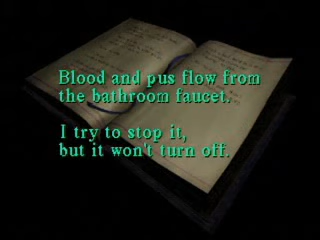 Blood and pus flow from
the bathroom faucet.
I try to stop it,
but it won't turn off.